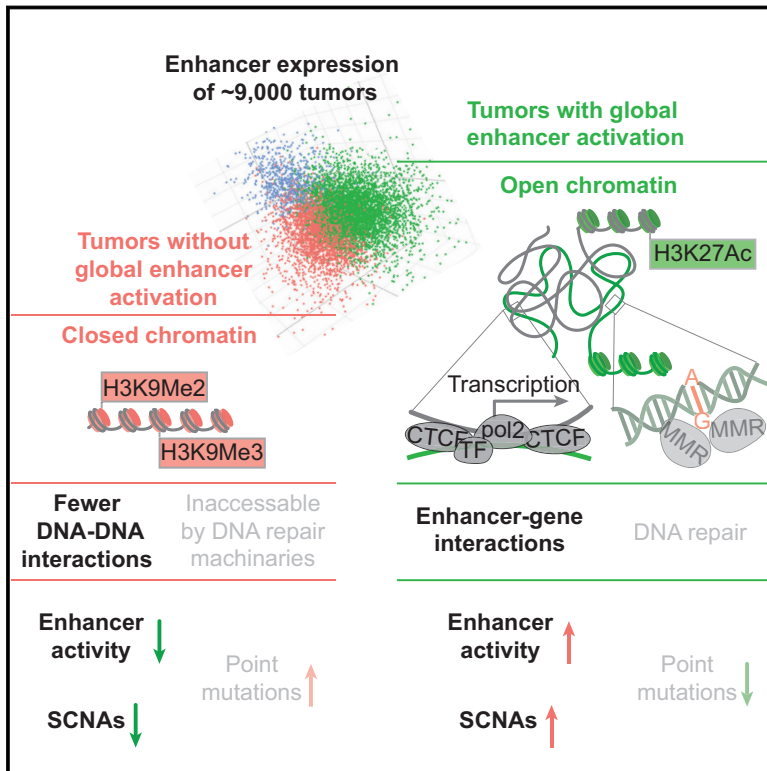 Enhancer expression
of ~9,000 tumors
Tumors with global
enhancer activation
Open chromatin
H3K27Ac
Tumors without
global enhancer
activation
Closed chromatin
H3K9Me2
H3K9Me3
Transcription
CTCF
TF
pol2
CTCF
A
G
MMR
MMR
Fewer
DNA-DNA
interactions
Inaccessable
by DNA repair
machinaries
Enhancer-gene
interactions
DNA repair
Enhancer
activity
Point
mutations
SCNAs
Enhancer
activity
Point
mutations
SCNAs